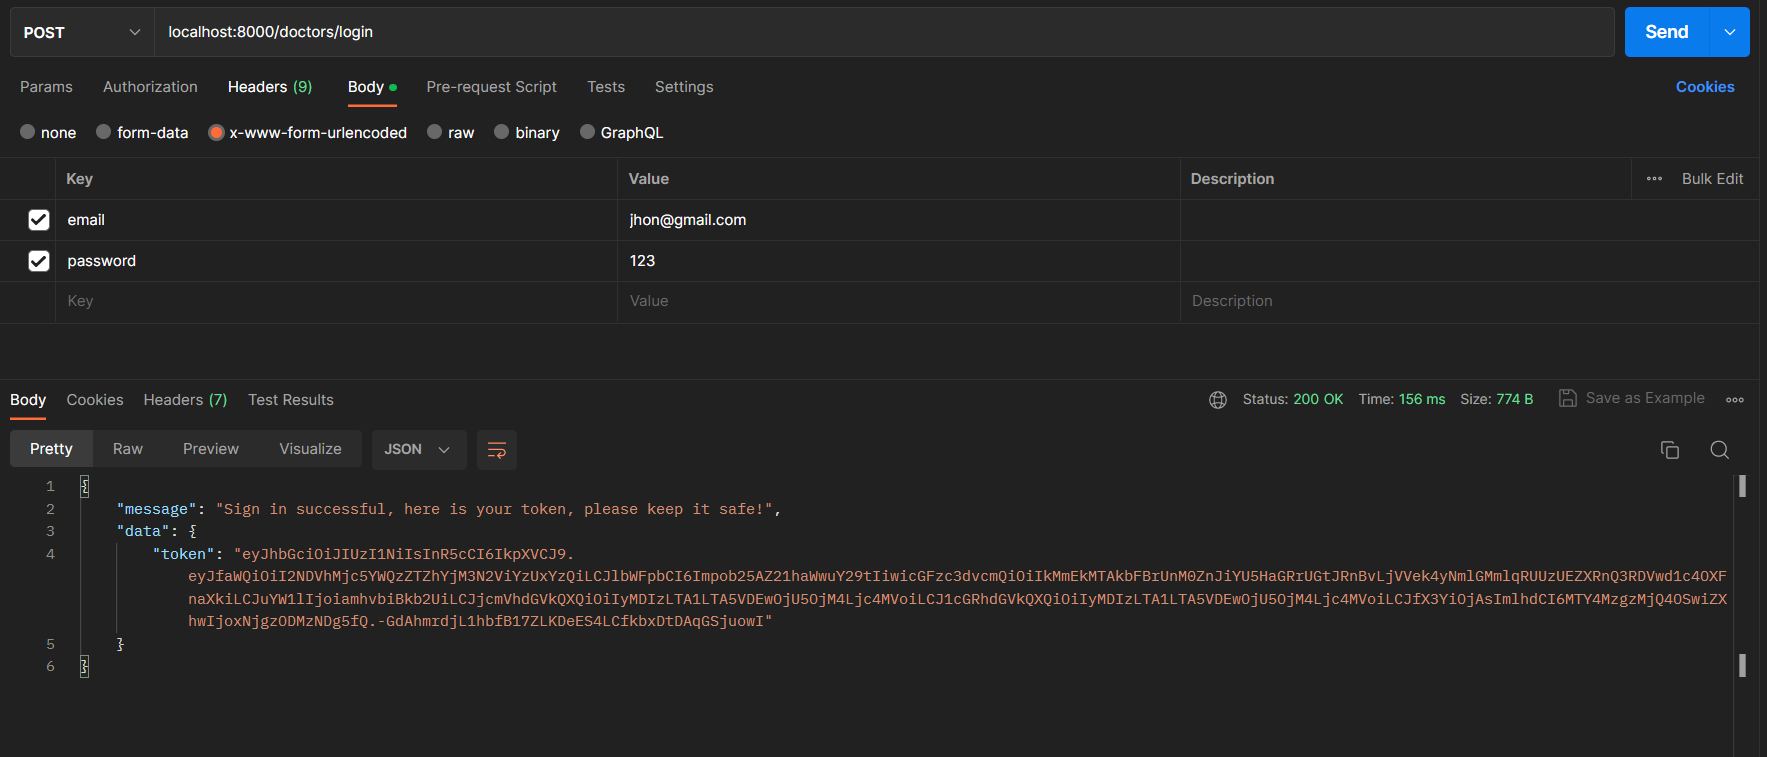 POST localhost:8000/doctors/login Send
Params Authorization Headers (9) Body Pre-request Script Tests Settings Cookies
none form-data x-www-form-urlencoded raw binary GraphQL
Key Value Description Bulk Edit
email jhon@gmail.com
password 123
Key Value Description
Body Cookies Headers (7) Test Results Status: 200 OK Time: 156 ms Size: 774 B Save as Example
Pretty Raw Preview Visualize JSON
1 {
2 "message": "Sign in successful, here is your token, please keep it safe!",
3 "data": {
4 "token": "eyJhbGciOiJIUzI1NiIsInR5cCI6IkpXVCJ9.
eyJfaWQiOiI2NDVhMjc5YWQzZTZhYjM3N2ViYzUxYzQiLCJlbWFpbCI6Impob25AZ21haWwuY29tIiwicGFzc3dvcmQiOiIkMmEkMTAkbFBrUnM0ZnJiYU5HaGRrUGtJRnBvLjVVek4yNmlGMmlqRUUzUEZXRnQ3RDVwd1c4OXF
naXkiLCJuYW1lIjoiamhvbiBkb2UiLCJjcmVhdGVkQXQiOiIyMDIzLTA1LTA5VDEwOjU5OjM4Ljc4MVoiLCJ1cGRhdGVkQXQiOiIyMDIzLTA1LTA5VDEwOjU5OjM4Ljc4MVoiLCJfX3YiOjAsImlhdCI6MTY4MzgzMjQ4OSwiZX
hwIjoxNjgzODMzNDg5fQ.-GdAhmrdjL1hbfB17ZLKDeES4LCfkbxDtDAqGSjuowI"
5 }
6 }